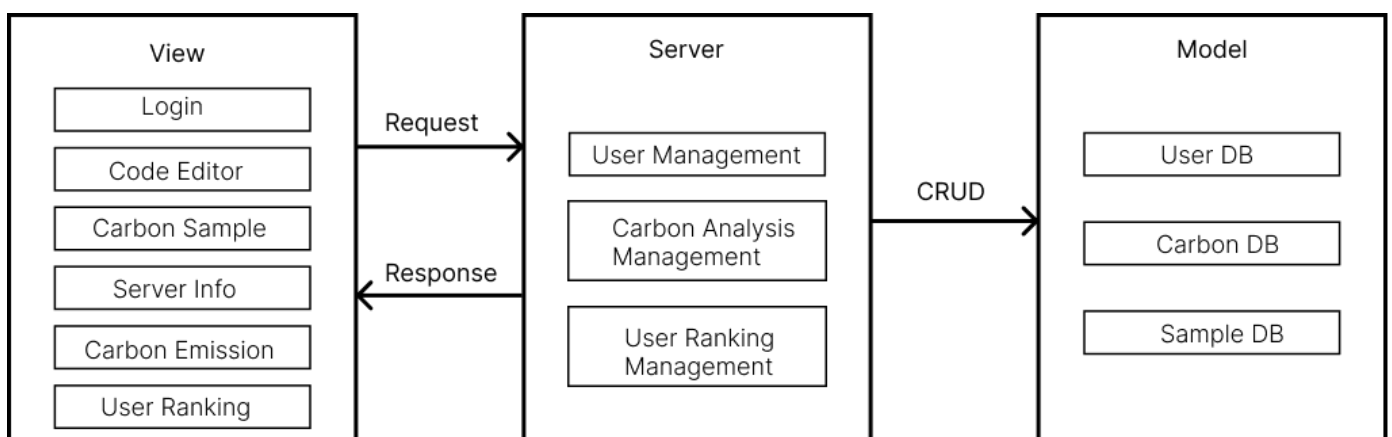 View
Login
Code Editor
Carbon Sample
Server Info
Carbon Emission
User Ranking
Request
Response
Server
User Management
Carbon Analysis
Management
User Ranking
Management
CRUD
Model
User DB
Carbon DB
Sample DB